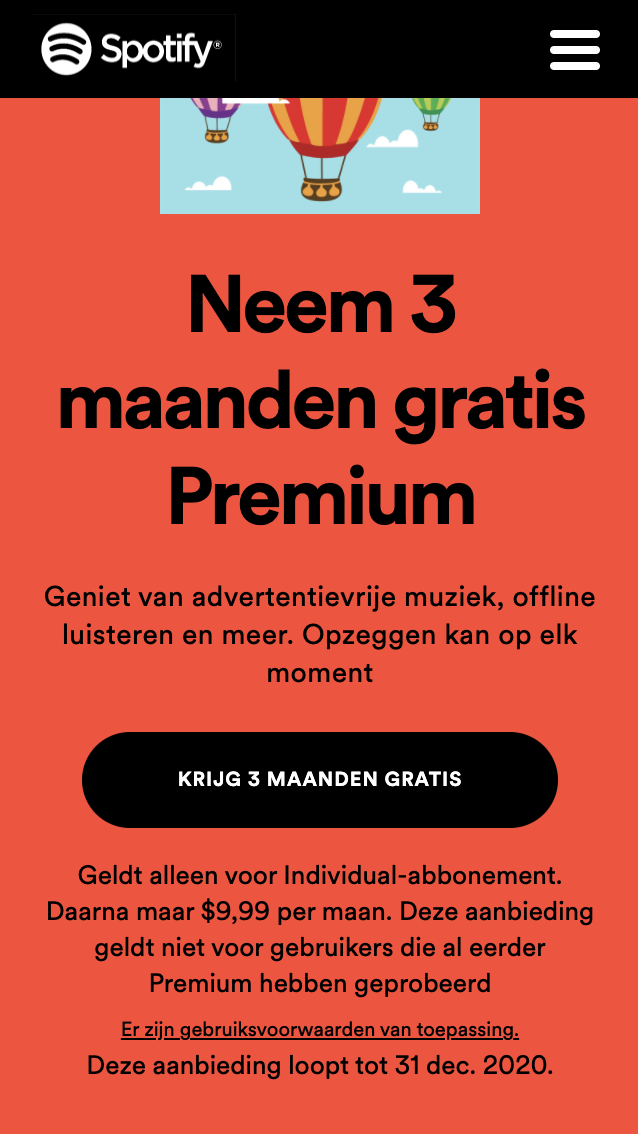 Spotify®
Neem 3
maanden gratis
Premium
Geniet van advertentievrije muziek, offline
luisteren en meer. Opzeggen kan op elk
moment
KRIJG 3 MAANDEN GRATIS
Geldt alleen voor Individual-abbonement.
Daarna maar $9,99 per maan. Deze aanbieding
geldt niet voor gebruikers die al eerder
Premium hebben geprobeerd
Er zijn gebruiksvoorwaarden van toepassing.
Deze aanbieding loopt tot 31 dec. 2020.